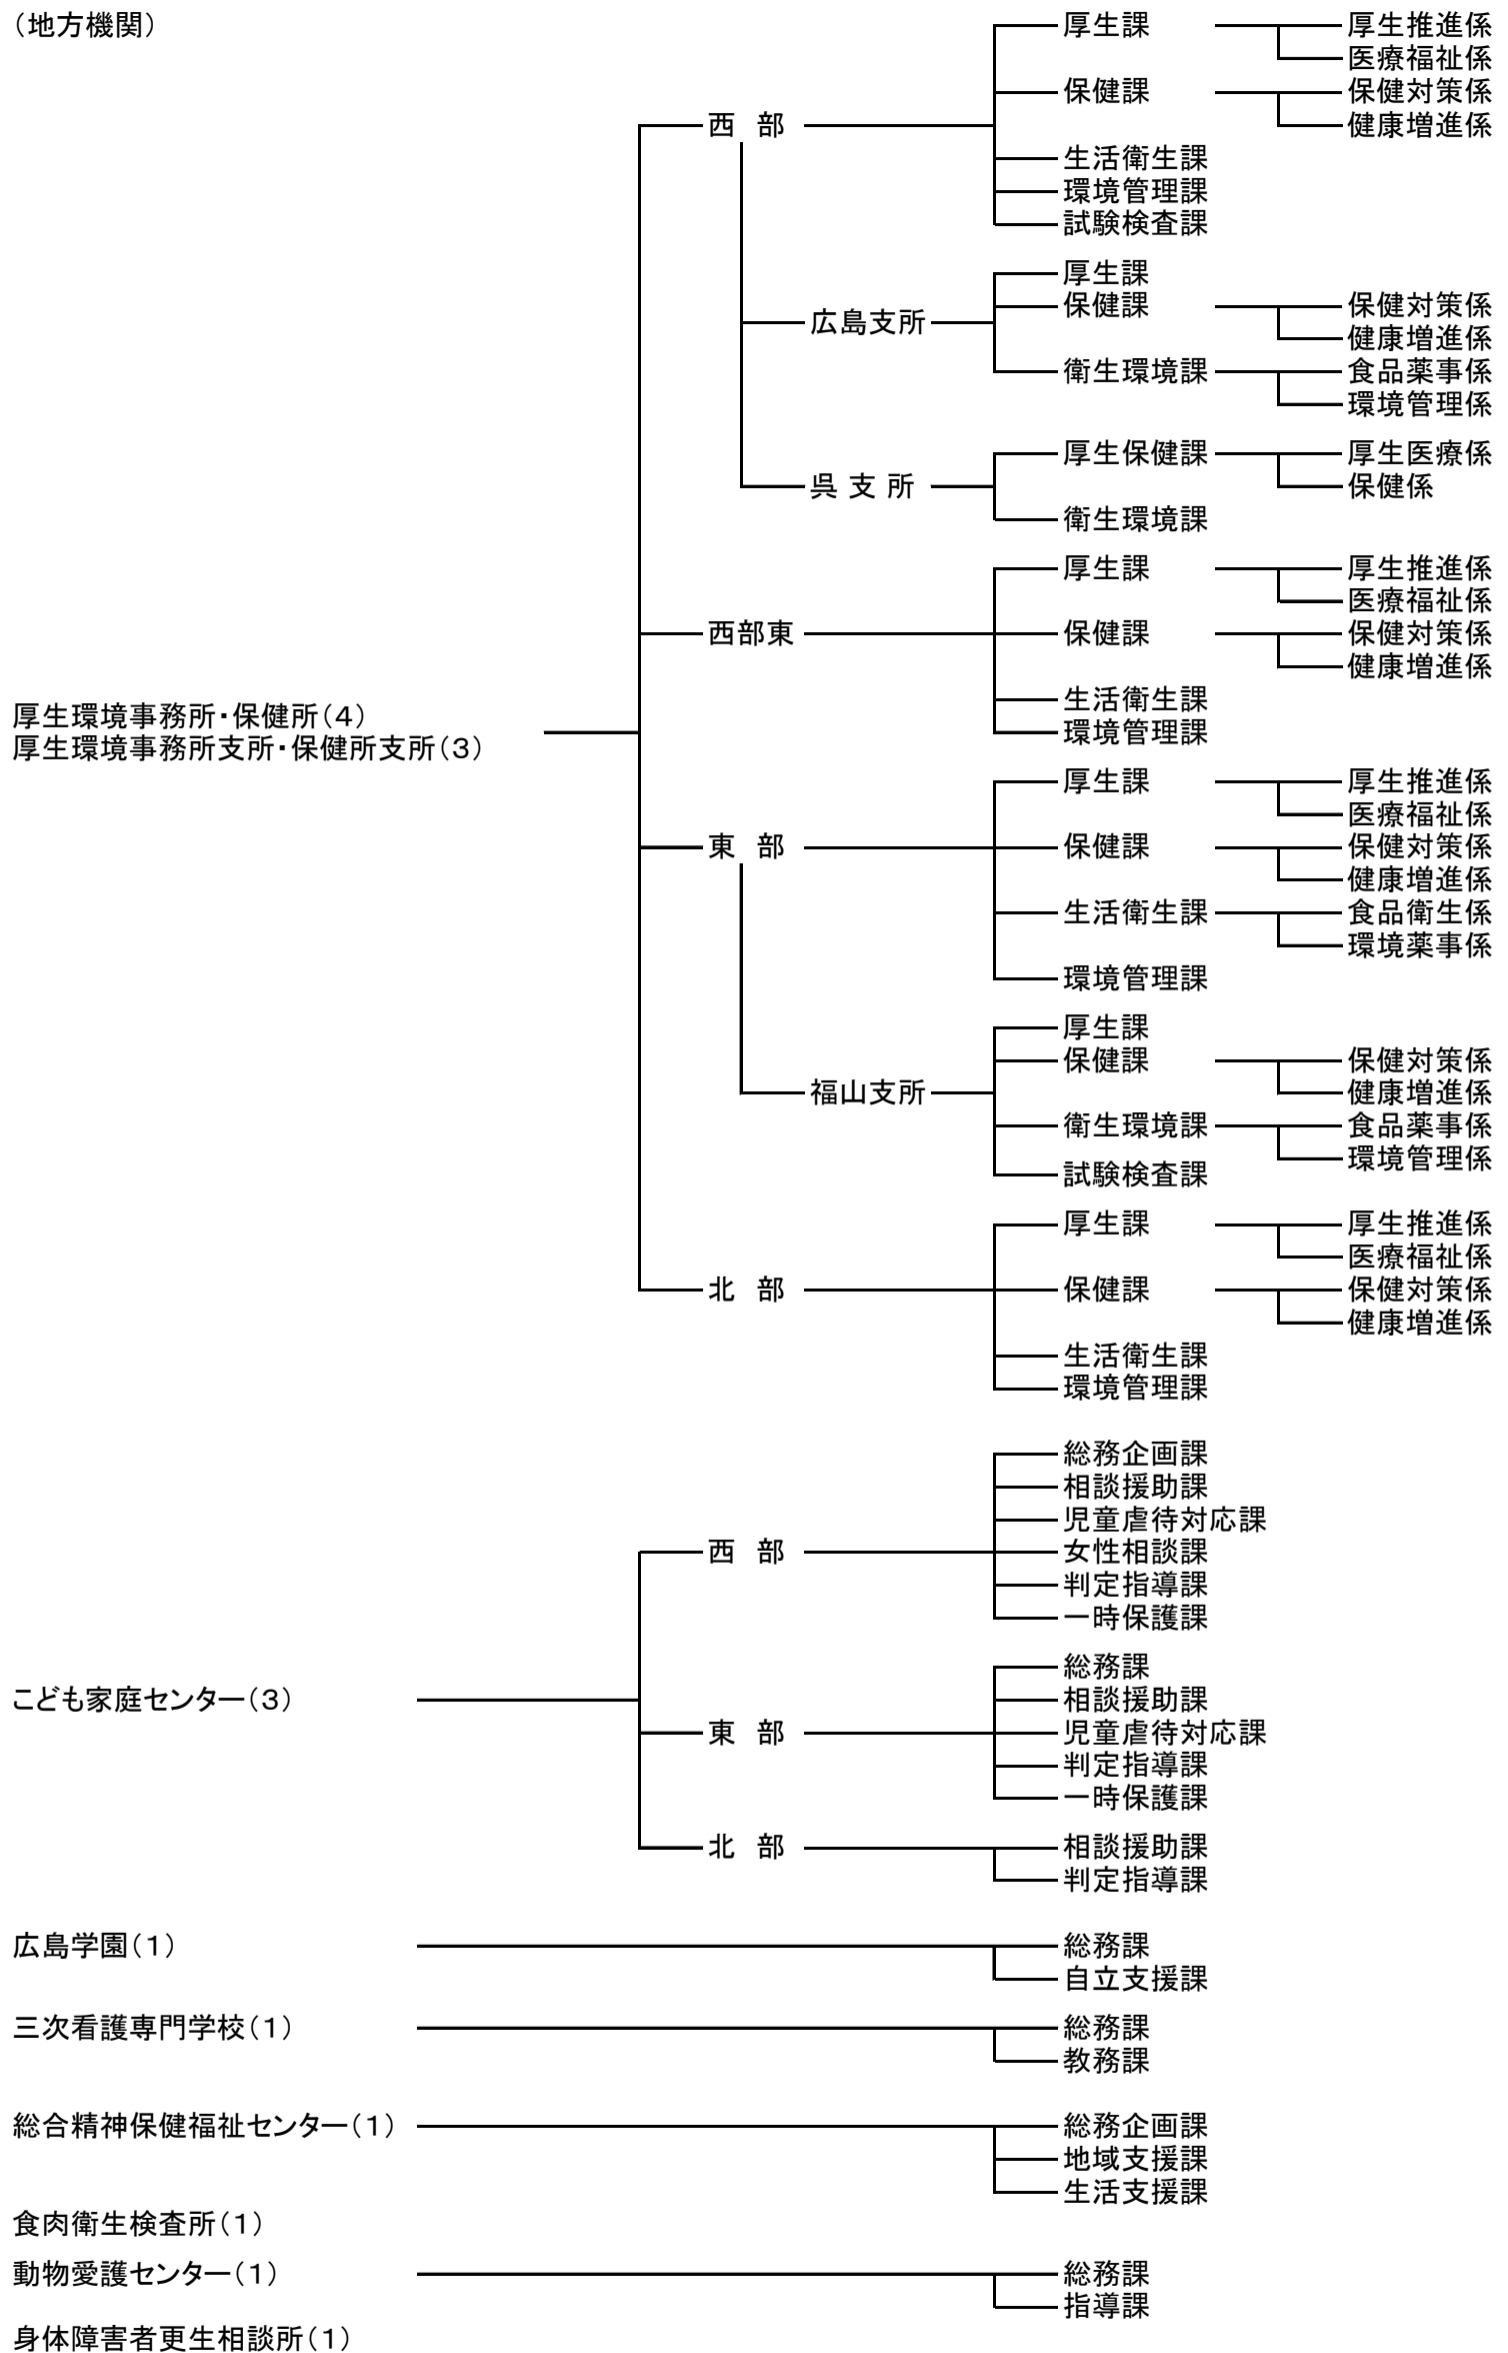 （地方機関）
厚生課 厚生推進係
医療福祉係
保健課 保健対策係
西 部 健康増進係
生活衛生課
環境管理課
試験検査課
厚生課
保健課 保健対策係
広島支所 健康増進係
衛生環境課 食品薬事係
環境管理係
厚生保健課 厚生医療係
呉 支 所 保健係
衛生環境課
厚生課 厚生推進係
医療福祉係
西部東 保健課 保健対策係
健康増進係
生活衛生課
厚生環境事務所・保健所（４）
環境管理課
厚生環境事務所支所・保健所支所（３）
厚生課 厚生推進係
医療福祉係
東 部 保健課 保健対策係
健康増進係
生活衛生課 食品衛生係
環境薬事係
環境管理課
厚生課
保健課 保健対策係
福山支所 健康増進係
衛生環境課 食品薬事係
環境管理係
試験検査課
厚生課 厚生推進係
医療福祉係
北 部 保健課 保健対策係
健康増進係
生活衛生課
環境管理課
総務企画課
相談援助課
児童虐待対応課
西 部 女性相談課
判定指導課
一時保護課
総務課
こども家庭センター（３） 相談援助課
東 部 児童虐待対応課
判定指導課
一時保護課
北 部 相談援助課
判定指導課
広島学園（１） 総務課
自立支援課
三次看護専門学校（１） 総務課
教務課
総合精神保健福祉センター（１） 総務企画課
地域支援課
生活支援課
食肉衛生検査所（１）
動物愛護センター（１） 総務課
指導課
身体障害者更生相談所（１）